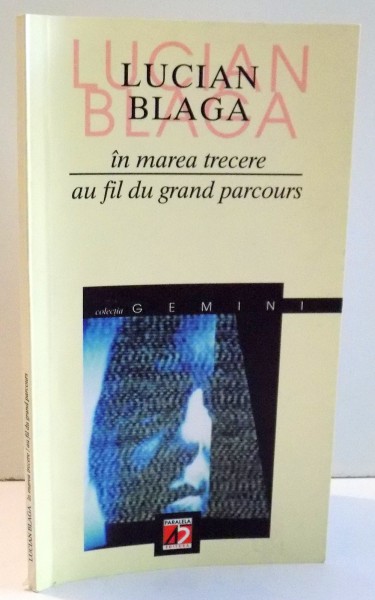 LUCIAN
BLAGA
LUCIAN
BLAGA
în marea trecere
au fil du grand parcours
colecţia GEMINI
PARALELA
45
EDITURA
LUCIAN BLAGA în marea trecere / au fil du grand parcours